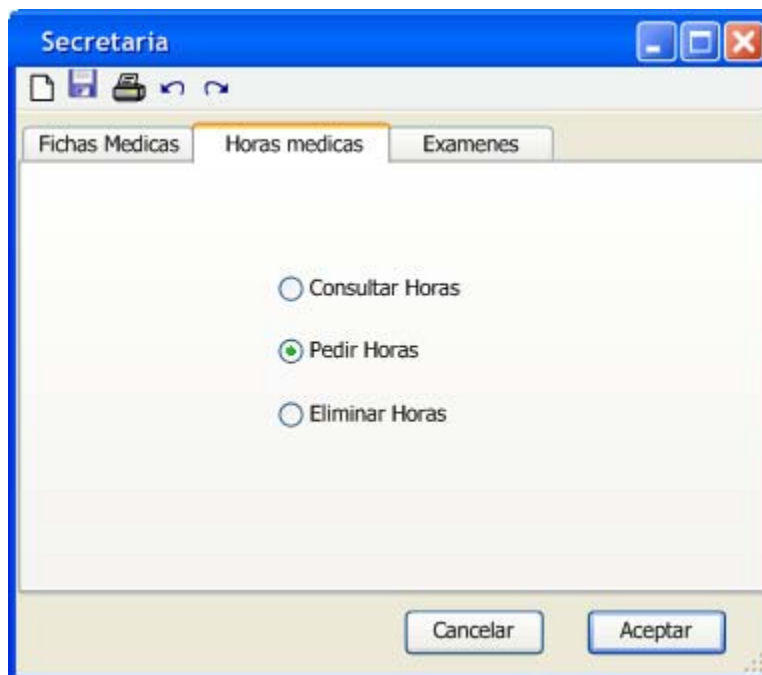 Secretaria
Fichas Medicas Horas medicas Examenes
Consultar Horas
Pedir Horas
Eliminar Horas
Cancelar Aceptar